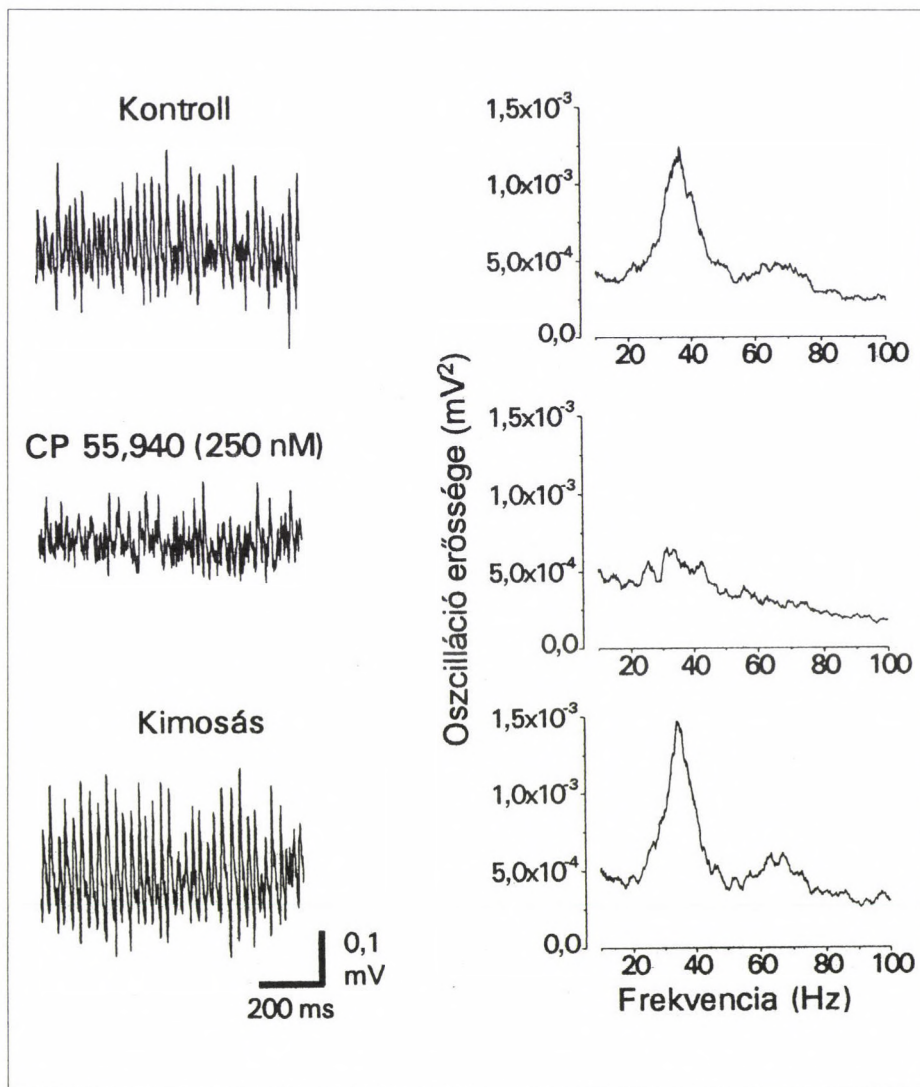 Kontroll
CP 55,940 (250 nM)
Kimosás
0,1
mV
200 ms
Oszcilláció erőssége (mV²)
1,5x10⁻³
1,0x10⁻³
5,0x10⁻⁴
0,0
20 40 60 80 100
1,5x10⁻³
1,0x10⁻³
5,0x10⁻⁴
0,0
20 40 60 80 100
1,5x10⁻³
1,0x10⁻³
5,0x10⁻⁴
0,0
20 40 60 80 100
Frekvencia (Hz)